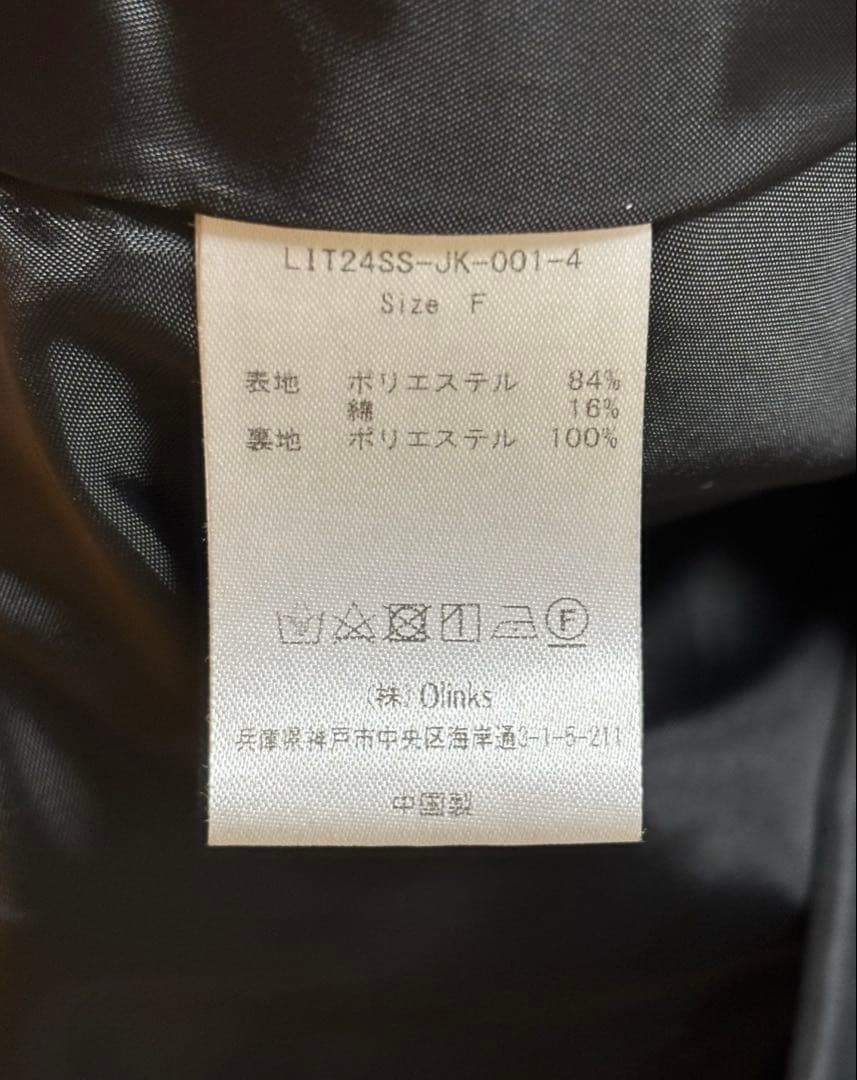 LIT24SS-JK-001-4
Size F
表地 ポリエステル 84%
綿 16%
裏地 ポリエステル 100%
F
(株) Olinks
兵庫県神戸市中央区海岸通3-1-5-211
中国製